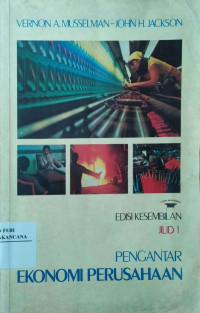 VERNON A. MUSSELMAN–JOHN H. JACKSON
EDISI KESEMBILAN
JILID 1
PENGANTAR
EKONOMI PERUSAHAAN